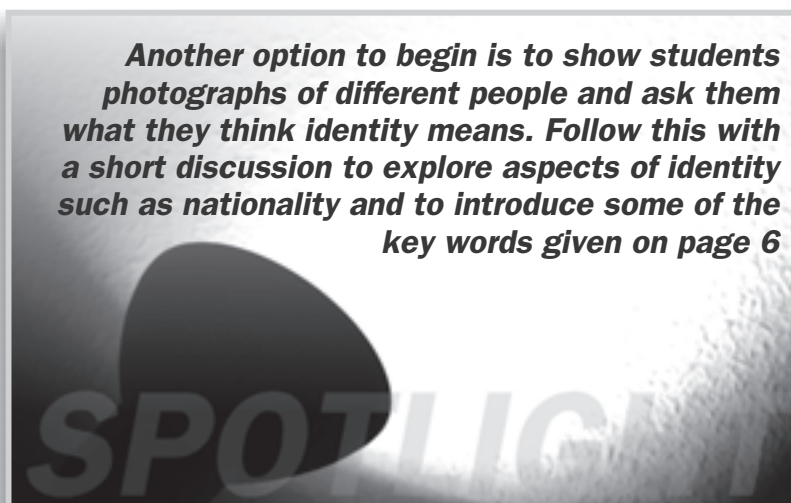 Another option to begin is to show students
photographs of different people and ask them
what they think identity means. Follow this with
a short discussion to explore aspects of identity
such as nationality and to introduce some of the
key words given on page 6
SPOTLIGHT